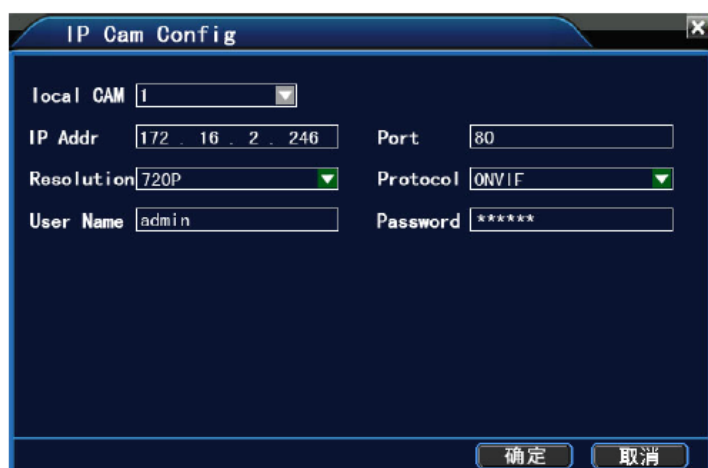 IP Cam Config
local CAM 1
IP Addr 172 . 16 . 2 . 246 Port 80
Resolution 720P Protocol ONVIF
User Name admin Password ******
确定 取消